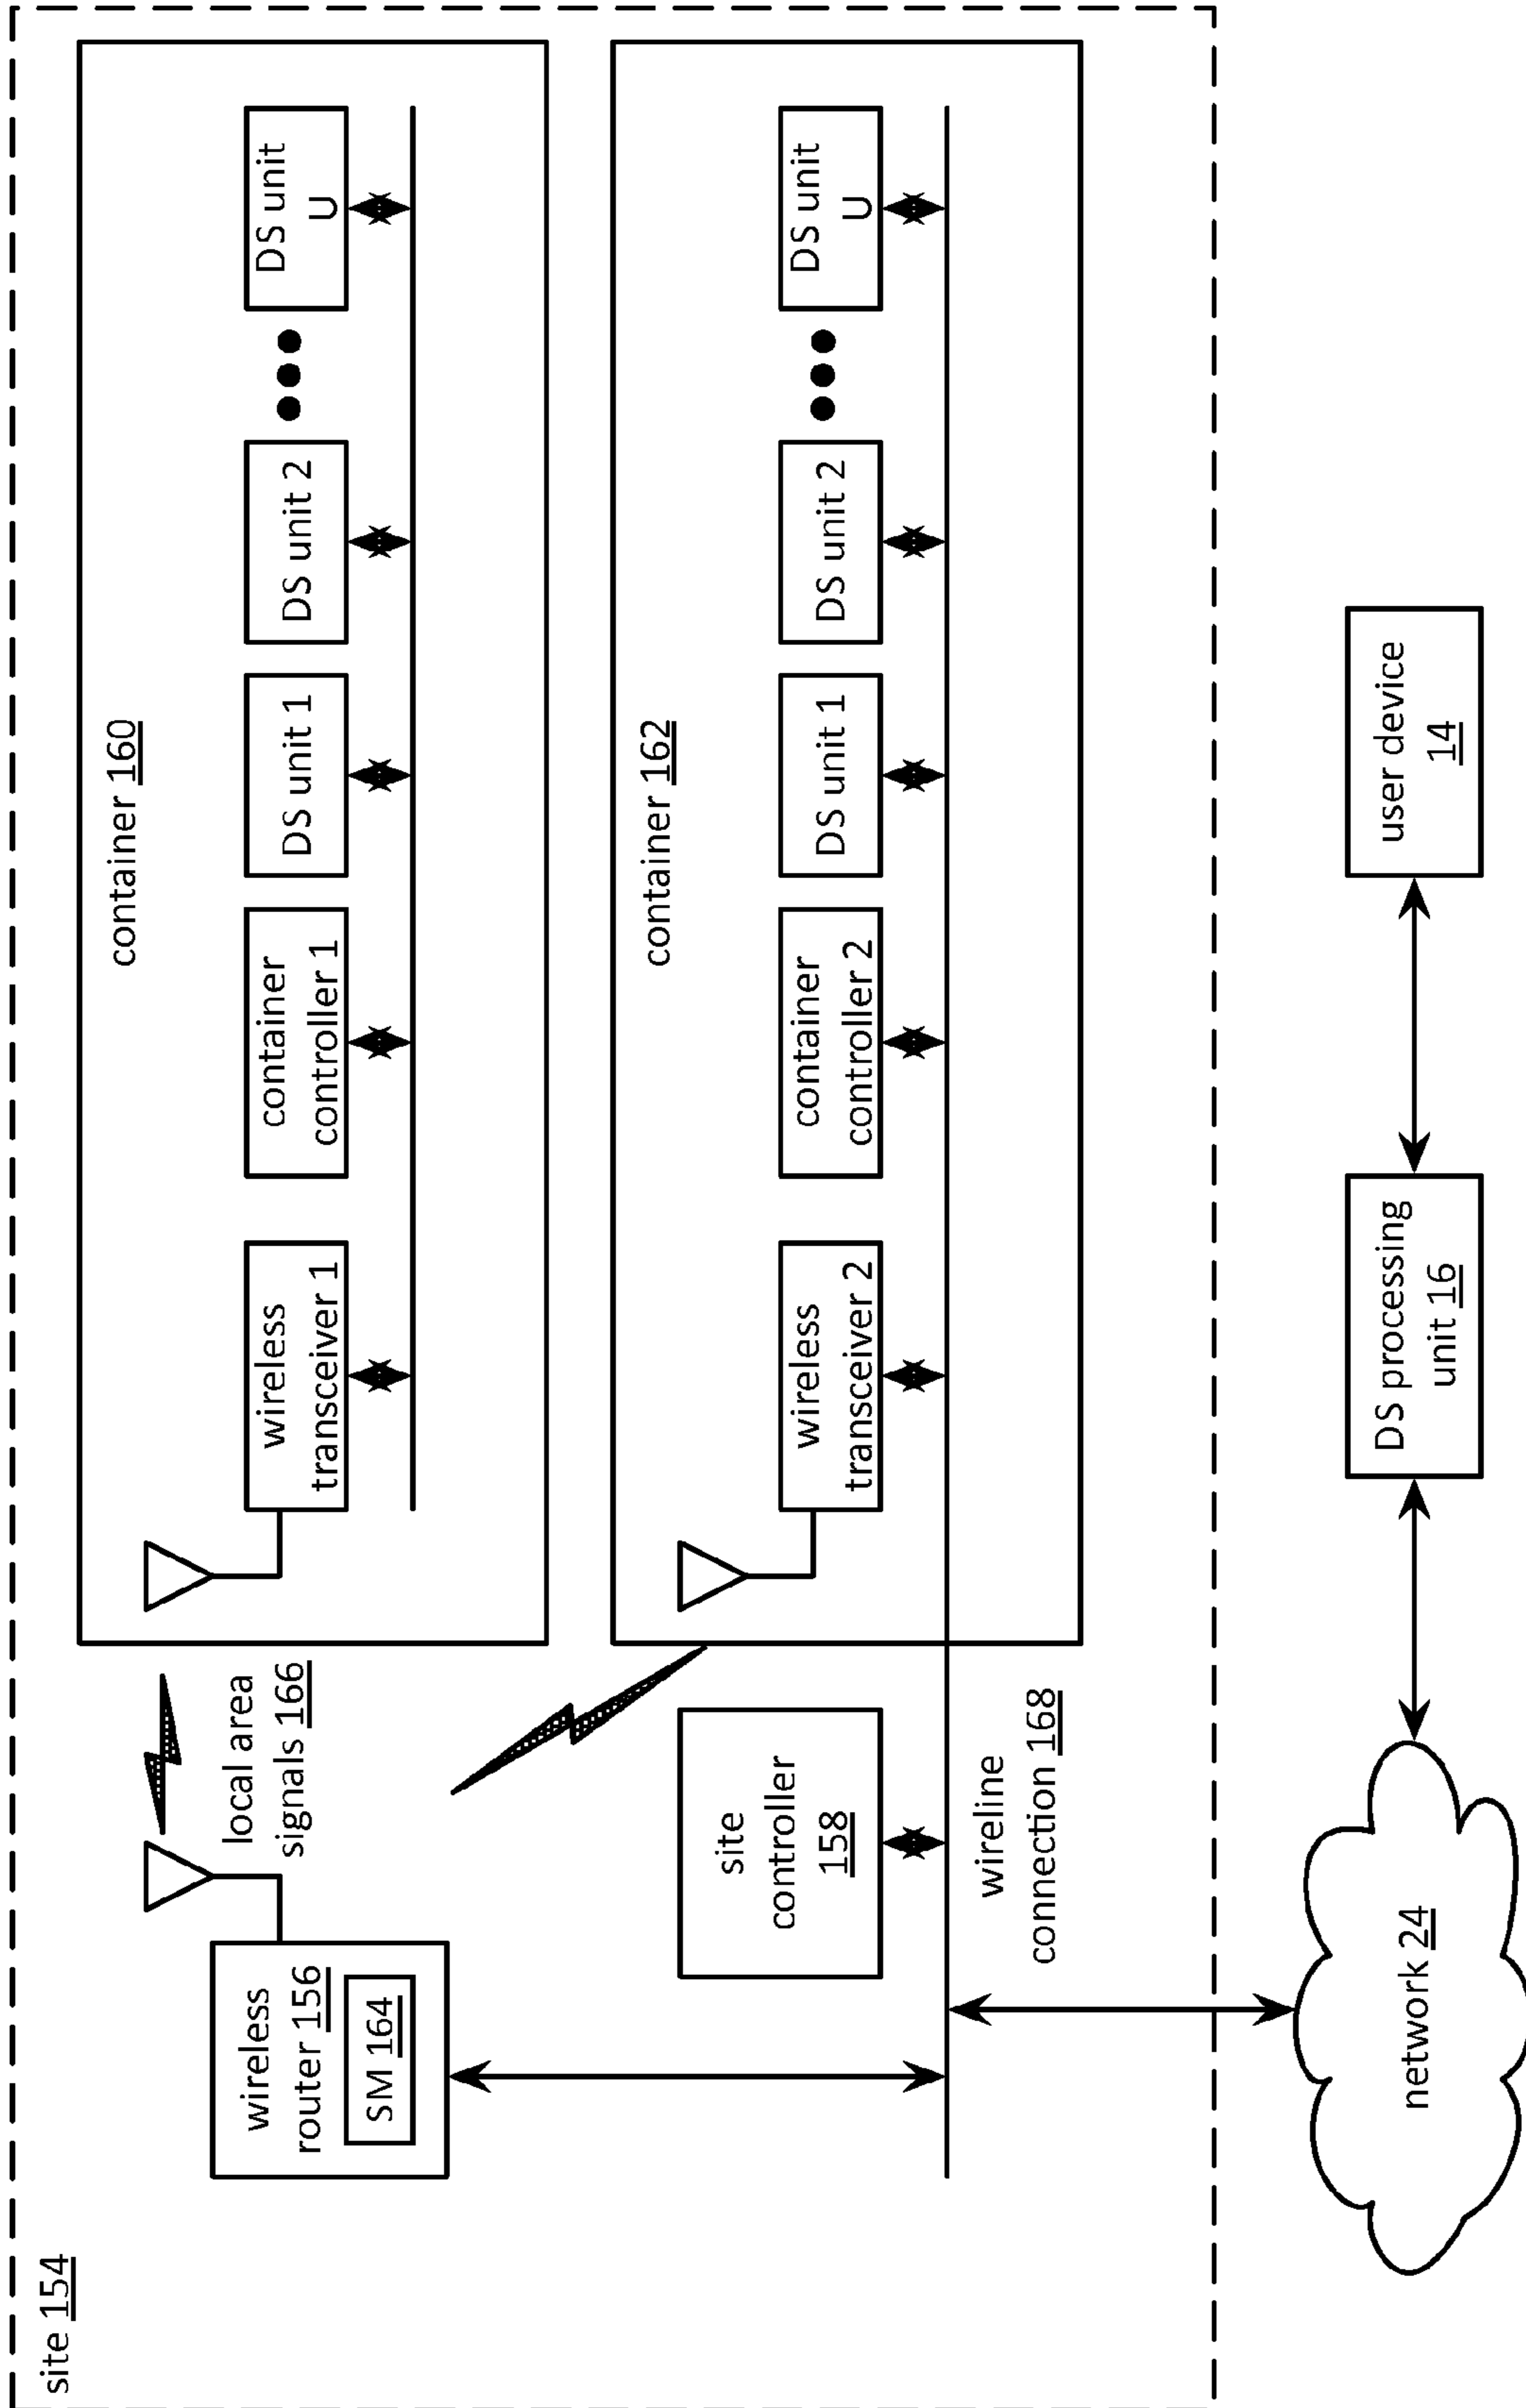 site 154
container 160
wireless
transceiver 1
container
controller 1
DS unit 1
DS unit 2
DS unit
U
wireless
router 156
SM 164
local area
signals 166
container 162
wireless
transceiver 2
container
controller 2
DS unit 1
DS unit 2
DS unit
U
site
controller
158
wireline
connection 168
network 24
DS processing
unit 16
user device
14